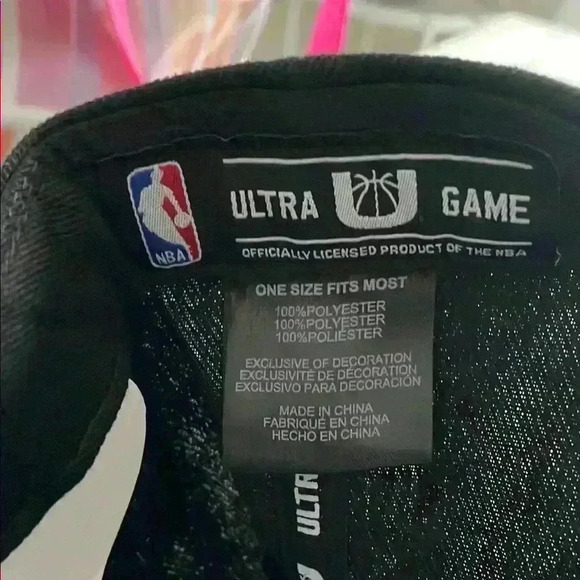 NBA
ULTRA U GAME
OFFICIALLY LICENSED PRODUCT OF THE NBA
ONE SIZE FITS MOST
100%POLYESTER
100%POLYESTER
100%POLIÉSTER
EXCLUSIVE OF DECORATION
EXCLUSIVITÉ DE DÉCORATION
EXCLUSIVO PARA DECORACIÓN
MADE IN CHINA
FABRIQUÉ EN CHINA
HECHO EN CHINA
ULTR